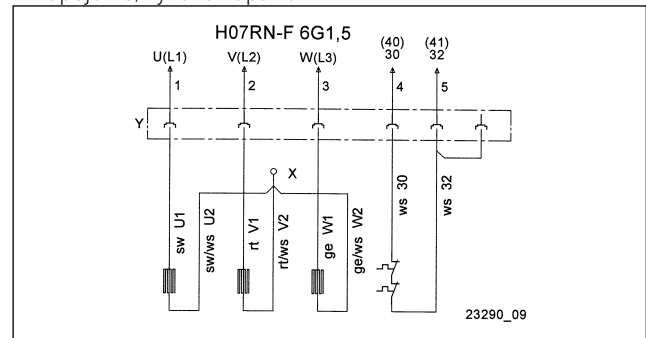 H07RN-F 6G1,5
U(L1) V(L2) W(L3) (40) 30 (41) 32
1 2 3 4 5
Y
X
sw U1
sw/ws U2
rt V1
rt/ws V2
ge W1
ge/ws W2
ws 30
ws 32
23290_09